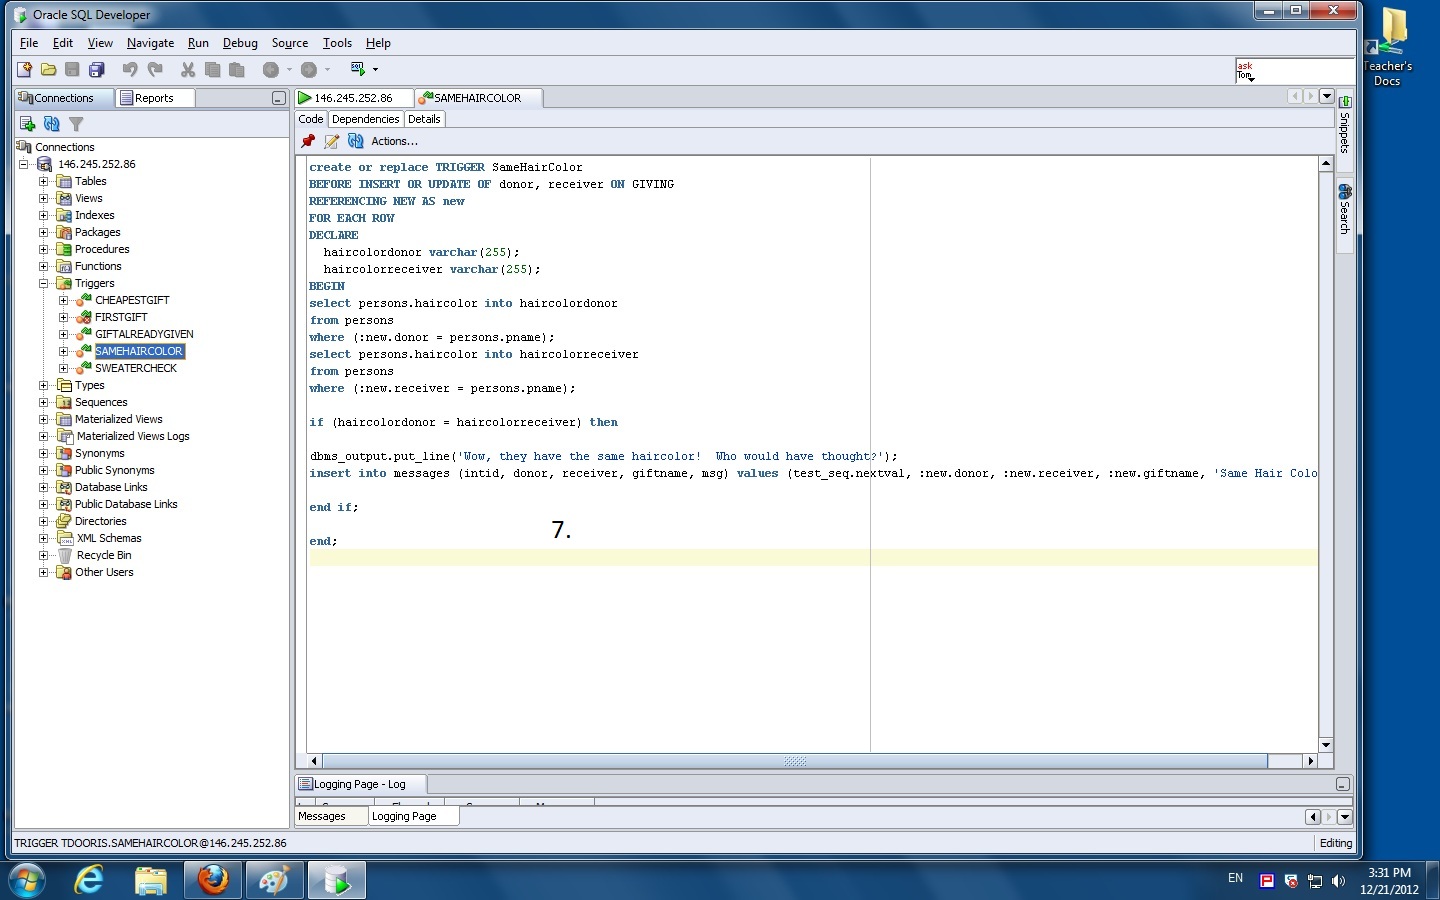 Oracle SQL Developer
File Edit View Navigate Run Debug Source Tools Help
ask
Tom
Teacher's
Docs
Connections Reports
146.245.252.86 SAMEHAIRCOLOR
Code Dependencies Details
Actions...
Snippets
Search
Connections
146.245.252.86
Tables
Views
Indexes
Packages
Procedures
Functions
Triggers
CHEAPESTGIFT
FIRSTGIFT
GIFTALREADYGIVEN
SAMEHAIRCOLOR
SWEATERCHECK
Types
Sequences
Materialized Views
Materialized Views Logs
Synonyms
Public Synonyms
Database Links
Public Database Links
Directories
XML Schemas
Recycle Bin
Other Users
create or replace TRIGGER SameHairColor
BEFORE INSERT OR UPDATE OF donor, receiver ON GIVING
REFERENCING NEW AS new
FOR EACH ROW
DECLARE
haircolordonor varchar(255);
haircolorreceiver varchar(255);
BEGIN
select persons.haircolor into haircolordonor
from persons
where (:new.donor = persons.pname);
select persons.haircolor into haircolorreceiver
from persons
where (:new.receiver = persons.pname);
if (haircolordonor = haircolorreceiver) then
dbms_output.put_line('Wow, they have the same haircolor!  Who would have thought?');
insert into messages (intid, donor, receiver, giftname, msg) values (test_seq.nextval, :new.donor, :new.receiver, :new.giftname, 'Same Hair Colo
end if;
7.
end;
Logging Page - Log
Messages Logging Page
TRIGGER TDOORIS.SAMEHAIRCOLOR@146.245.252.86
Editing
EN
3:31 PM
12/21/2012